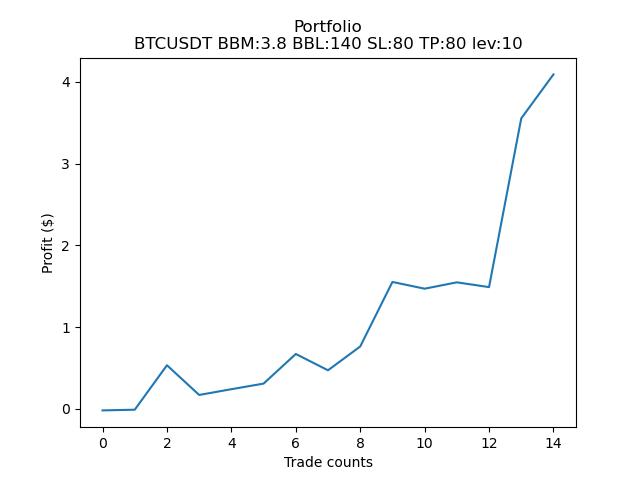 Portfolio
BTCUSDT BBM:3.8 BBL:140 SL:80 TP:80 lev:10
4
3
2
1
0
Profit ($)
0 2 4 6 8 10 12 14
Trade counts